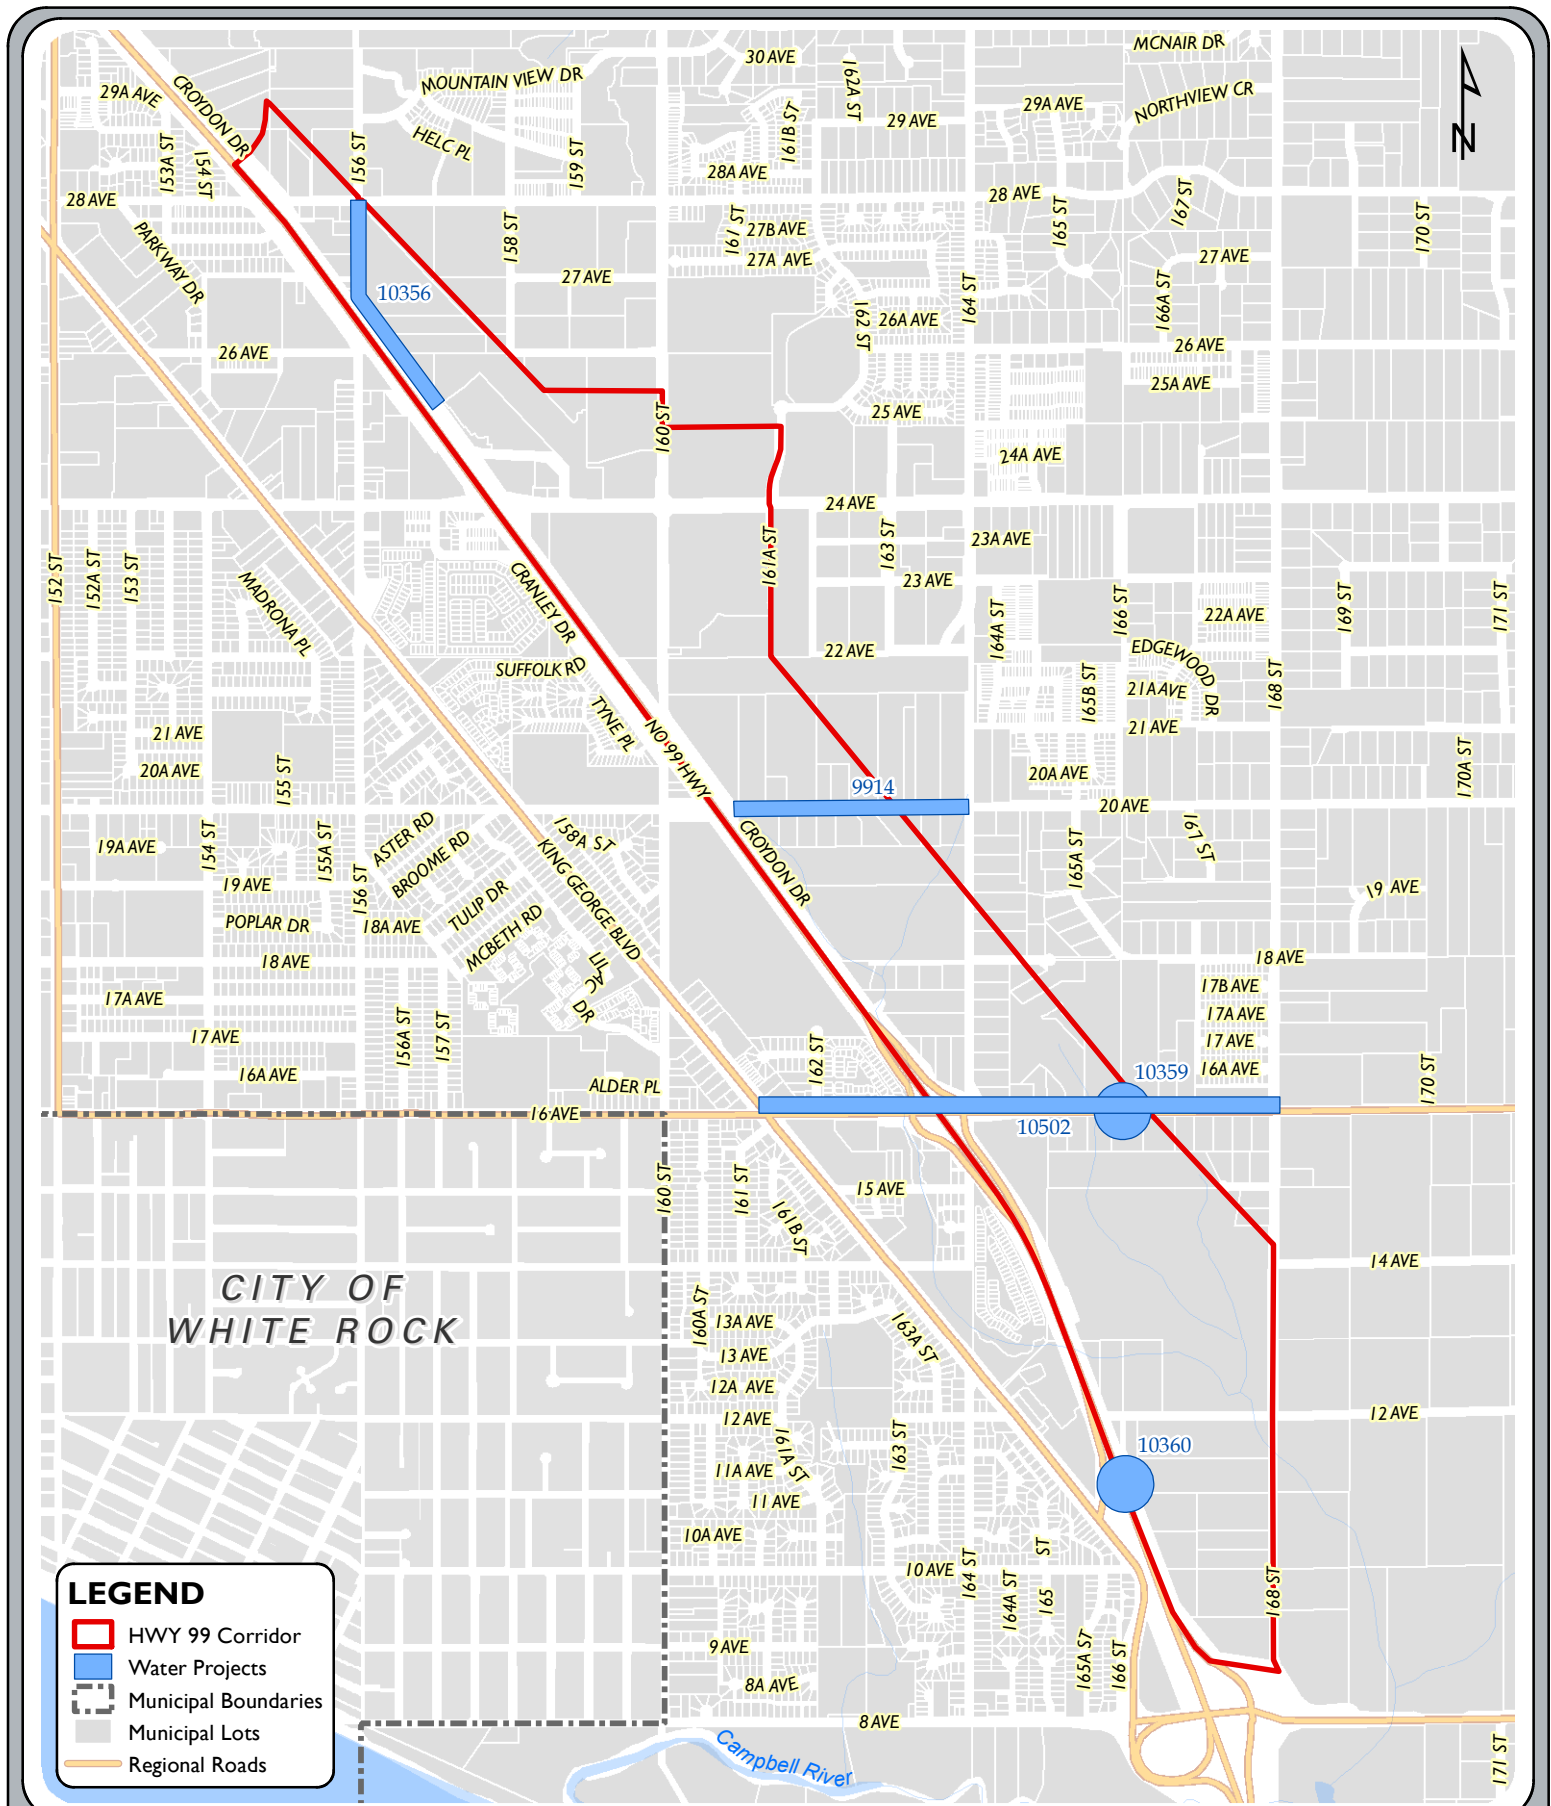 MCNAIR DR
30 AVE
MOUNTAIN VIEW DR
162A ST
29A AVE
CROYDON DR
29A AVE
NORTHVIEW CR
N
HELC PL
161B ST
29 AVE
153A ST
154 ST
156 ST
159 ST
28A AVE
28 AVE
28 AVE
167 ST
PARKWAY DR
158 ST
161 ST
27B AVE
165 ST
170 ST
27A AVE
27 AVE
27 AVE
10356
164 ST
166A ST
162 ST
26A AVE
26 AVE
26 AVE
25A AVE
160 ST
25 AVE
24A AVE
24 AVE
161A ST
163 ST
23A AVE
152 ST
152A ST
153 ST
MADRONA PL
CRANLEY DR
23 AVE
164A ST
166 ST
22A AVE
169 ST
171 ST
SUFFOLK RD
22 AVE
EDGEWOOD DR
165B ST
21A AVE
168 ST
TYNE PL
21 AVE
21 AVE
NO 99 HWY
155 ST
20A AVE
20A AVE
170A ST
9914
20 AVE
19A AVE
154 ST
155A ST
ASTER RD
158A ST
CROYDON DR
165A ST
167 ST
156 ST
BROOME RD
KING GEORGE BLVD
19 AVE
19 AVE
POPLAR DR
18A AVE
TULIP DR
MCBETH RD
18 AVE
18 AVE
LILAC DR
17B AVE
17A AVE
17A AVE
156A ST
157 ST
17 AVE
17 AVE
162 ST
16A AVE
16A AVE
10359
170 ST
ALDER PL
16 AVE
10502
160 ST
161 ST
161B ST
15 AVE
14 AVE
CITY OF
WHITE ROCK
160A ST
13A AVE
163A ST
13 AVE
12A AVE
12 AVE
12 AVE
161A ST
163 ST
10360
11A AVE
11 AVE
10A AVE
10 AVE
164 ST
164A ST
165 ST
168 ST
9 AVE
165A ST
166 ST
8A AVE
8 AVE
Campbell River
171 ST
LEGEND
HWY 99 Corridor
Water Projects
Municipal Boundaries
Municipal Lots
Regional Roads